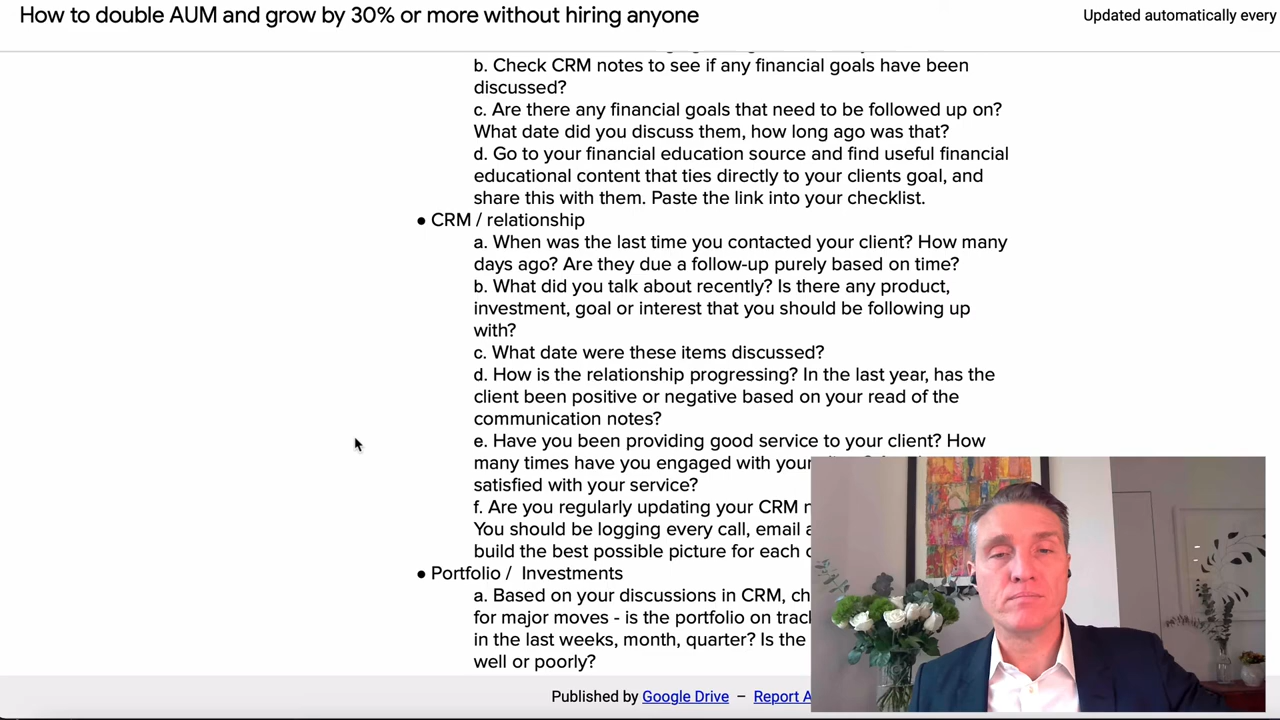 How to double AUM and grow by 30% or more without hiring anyone
Updated automatically every
b. Check CRM notes to see if any financial goals have been
discussed?
c. Are there any financial goals that need to be followed up on?
What date did you discuss them, how long ago was that?
d. Go to your financial education source and find useful financial
educational content that ties directly to your clients goal, and
share this with them. Paste the link into your checklist.
● CRM / relationship
a. When was the last time you contacted your client? How many
days ago? Are they due a follow-up purely based on time?
b. What did you talk about recently? Is there any product,
investment, goal or interest that you should be following up
with?
c. What date were these items discussed?
d. How is the relationship progressing? In the last year, has the
client been positive or negative based on your read of the
communication notes?
e. Have you been providing good service to your client? How
many times have you engaged with your
satisfied with your service?
f. Are you regularly updating your CRM
You should be logging every call, email
build the best possible picture for each
● Portfolio / Investments
a. Based on your discussions in CRM,
for major moves - is the portfolio on
in the last weeks, month, quarter? Is the
well or poorly?
Published by Google Drive – Report